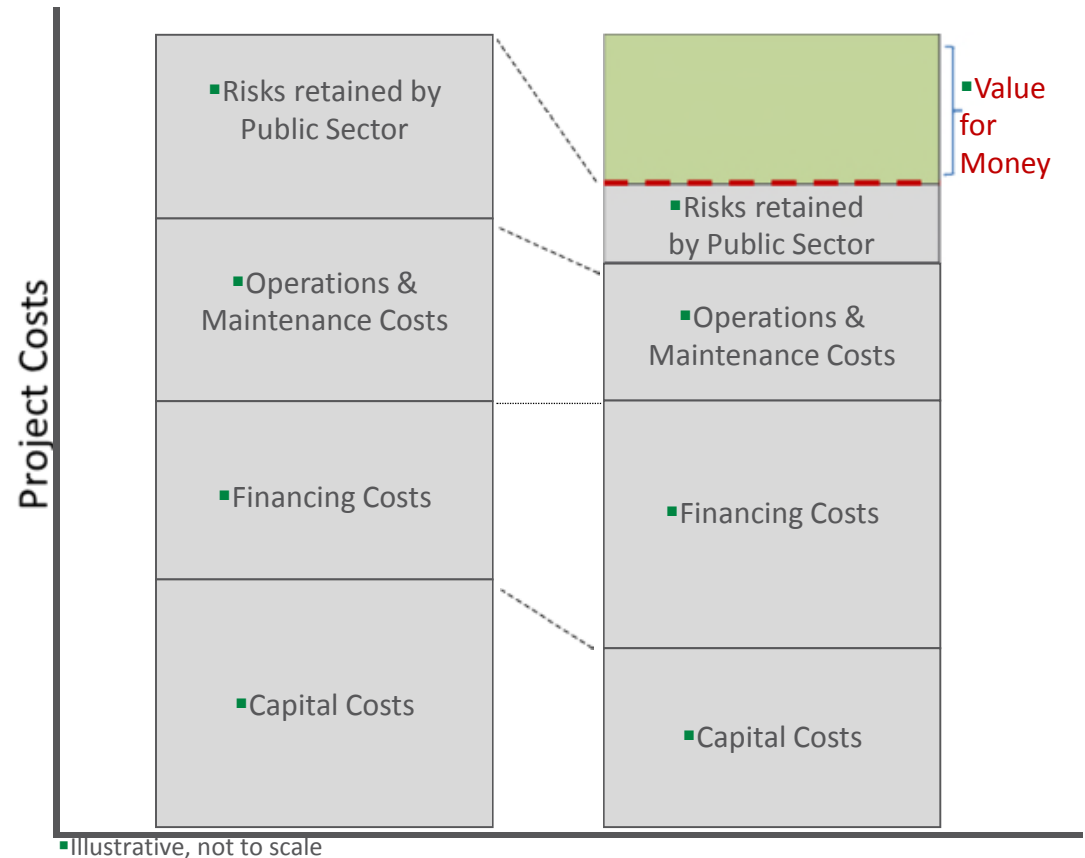 Project Costs
▪Risks retained by
Public Sector
▪Operations &
Maintenance Costs
▪Financing Costs
▪Capital Costs
▪Value
for
Money
▪Risks retained
by Public Sector
▪Operations &
Maintenance Costs
▪Financing Costs
▪Capital Costs
▪Illustrative, not to scale